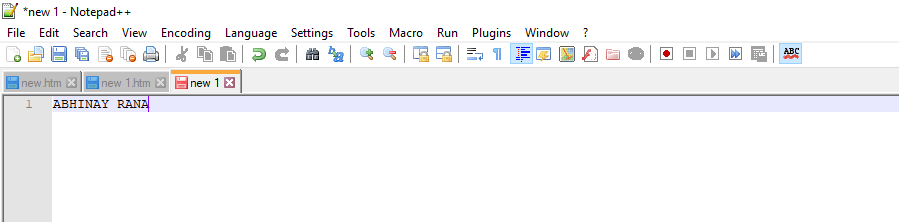 *new 1 - Notepad++
File Edit Search View Encoding Language Settings Tools Macro Run Plugins Window ?
ABC
new.htm new 1.htm new 1
1 ABHINAY RANA